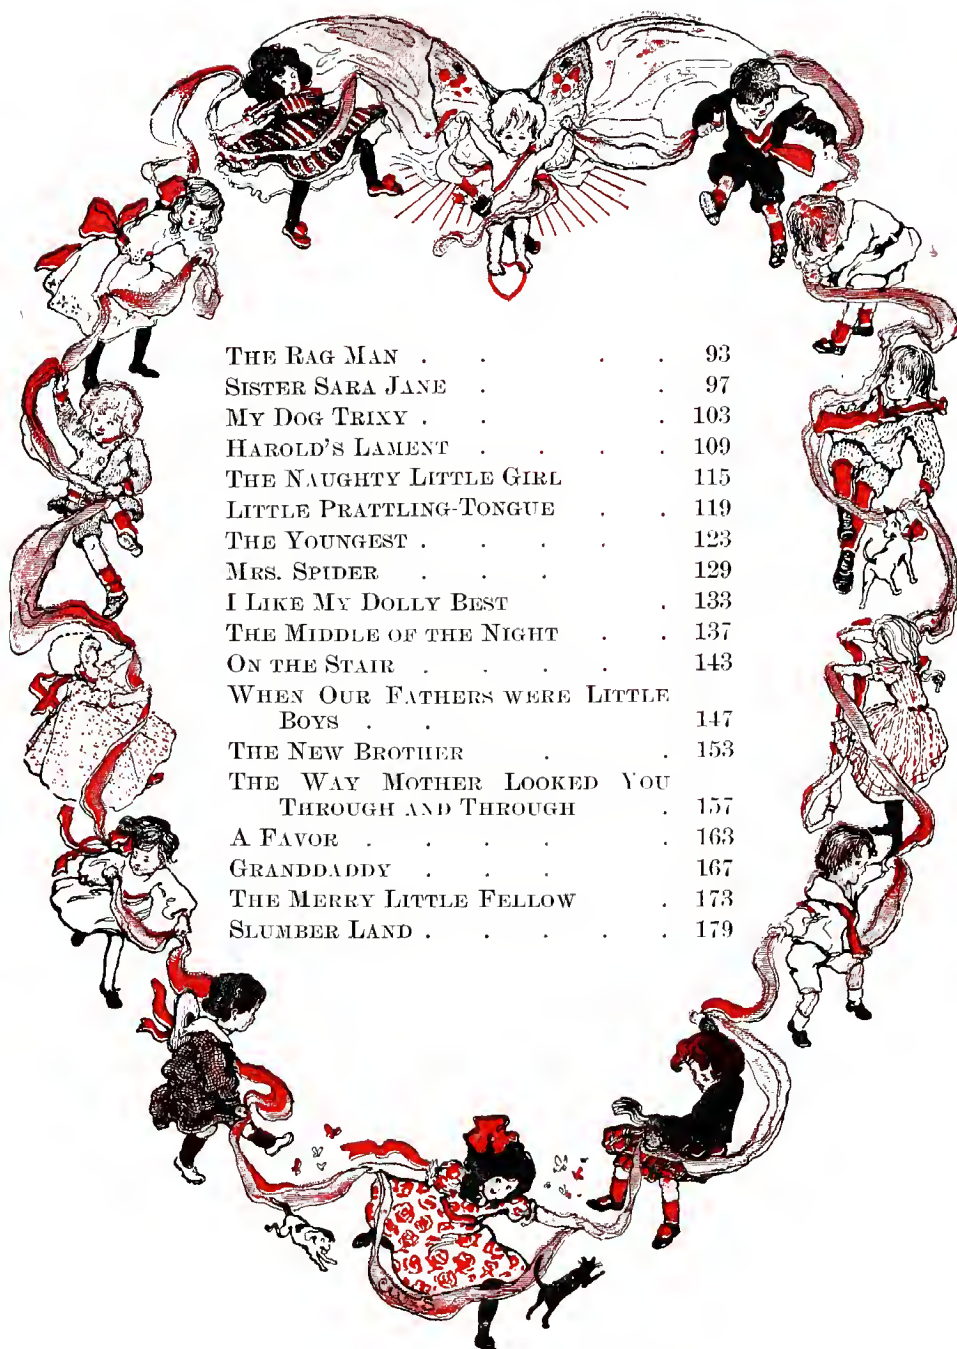 THE RAG MAN . . . . 93
SISTER SARA JANE . . 97
MY DOG TRIXY . . . 103
HAROLD'S LAMENT . . . . 109
THE NAUGHTY LITTLE GIRL 115
LITTLE PRATTLING-TONGUE . . 119
THE YOUNGEST . . . . 123
MRS. SPIDER . . . 129
I LIKE MY DOLLY BEST . 133
THE MIDDLE OF THE NIGHT . . 137
ON THE STAIR . . . . 143
WHEN OUR FATHERS WERE LITTLE
BOYS . . 147
THE NEW BROTHER . . 153
THE WAY MOTHER LOOKED YOU
THROUGH AND THROUGH . 157
A FAVOR . . . . . 163
GRANDDADDY . . . 167
THE MERRY LITTLE FELLOW . 173
SLUMBER LAND . . . . . 179